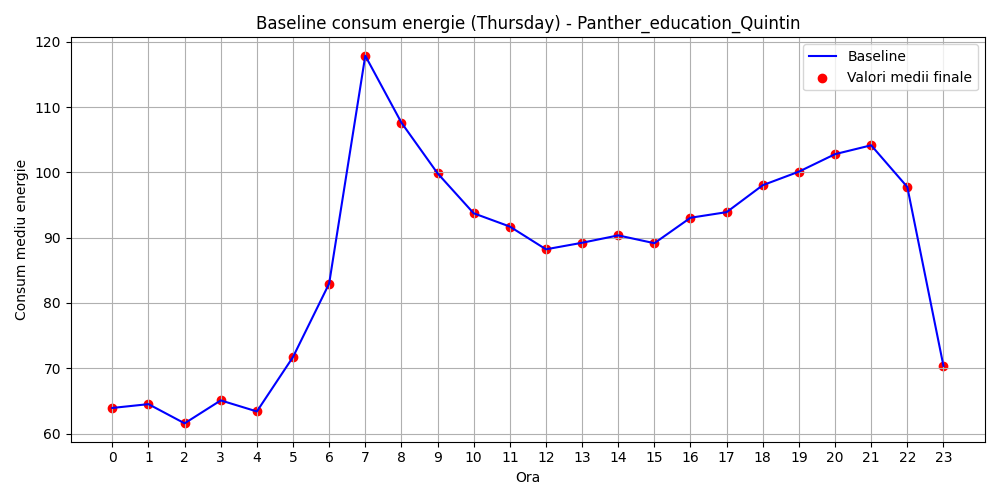 Baseline consum energie (Thursday) - Panther_education_Quintin
Baseline
Valori medii finale
Consum mediu energie
120
110
100
90
80
70
60
0 1 2 3 4 5 6 7 8 9 10 11 12 13 14 15 16 17 18 19 20 21 22 23
Ora